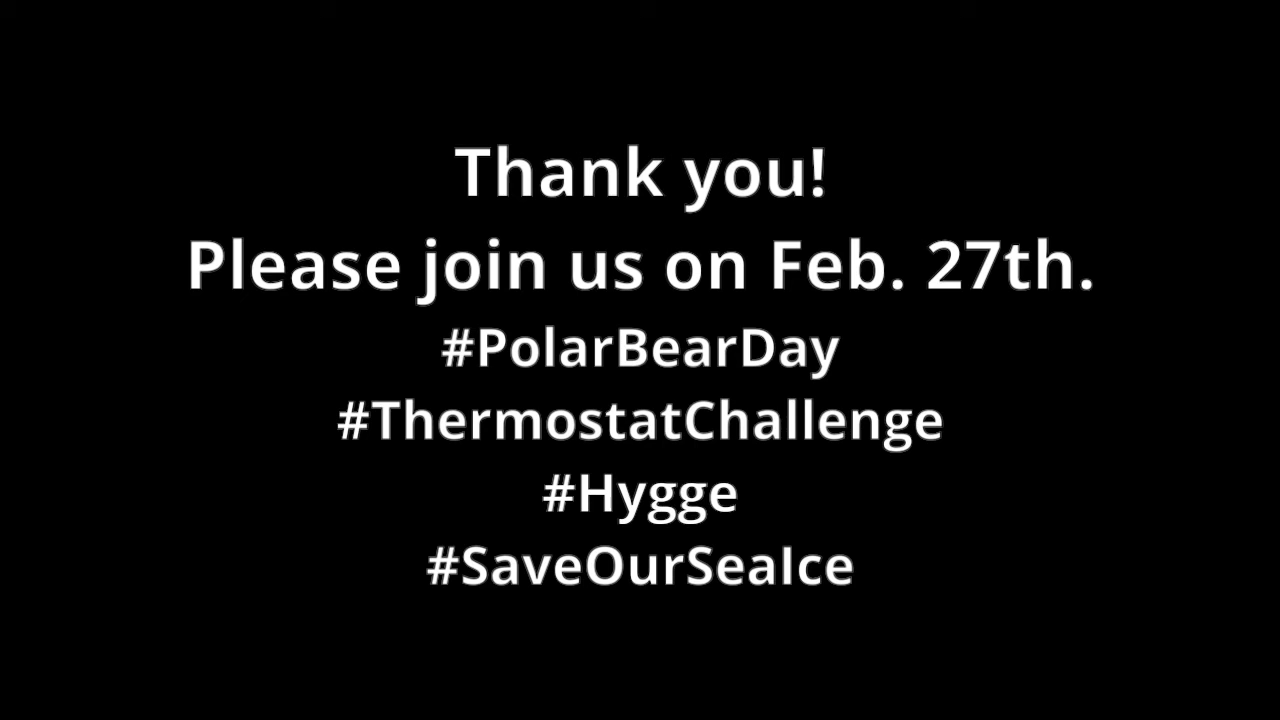 Thank you!
Please join us on Feb. 27th.
#PolarBearDay
#ThermostatChallenge
#Hygge
#SaveOurSeaIce